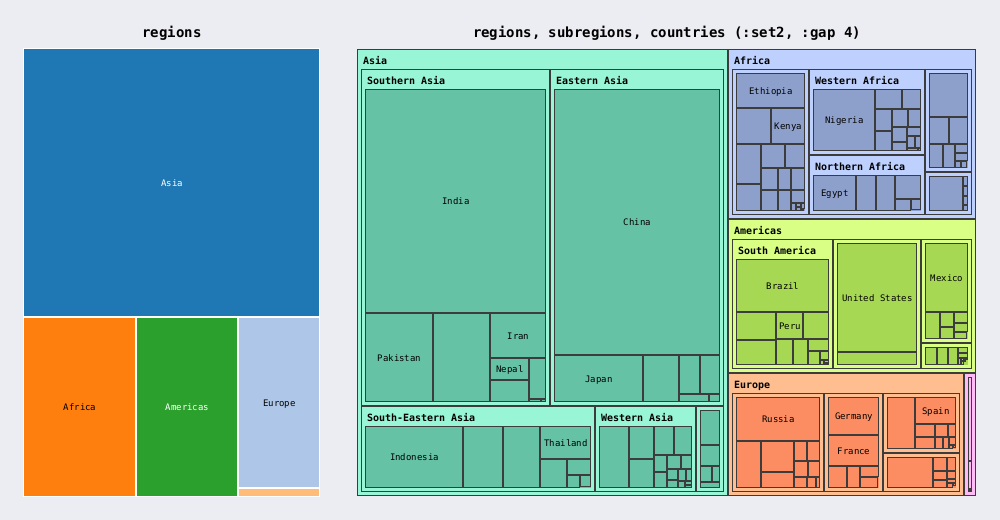 regions
Asia
Africa
Americas
Europe
regions, subregions, countries (:set2, :gap 4)
Asia
Southern Asia
India
Pakistan
Iran
Nepal
Eastern Asia
China
Japan
South-Eastern Asia
Indonesia
Thailand
Western Asia
Africa
Ethiopia
Kenya
Western Africa
Nigeria
Northern Africa
Egypt
Americas
South America
Brazil
Peru
United States
Mexico
Europe
Russia
Germany
France
Spain